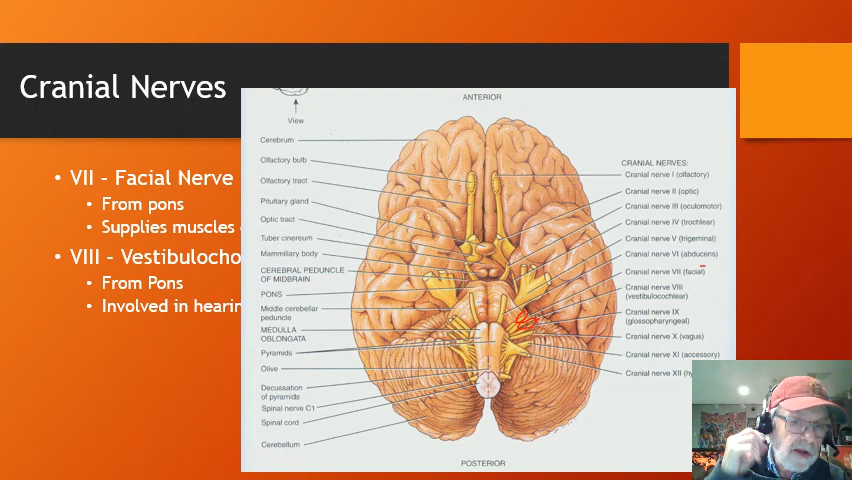 Cranial Nerves
• VII – Facial Nerve
• From pons
• Supplies muscles
• VIII – Vestibulocho
• From Pons
• Involved in hearin
View
ANTERIOR
Cerebrum
Olfactory bulb
Olfactory tract
Pituitary gland
Optic tract
Tuber cinereum
Mammillary body
CEREBRAL PEDUNCLE
OF MIDBRAIN
PONS
Middle cerebellar
peduncle
MEDULLA
OBLONGATA
Pyramids
Olive
Decussation
of pyramids
Spinal nerve C1
Spinal cord
Cerebellum
CRANIAL NERVES:
Cranial nerve I (olfactory)
Cranial nerve II (optic)
Cranial nerve III (oculomotor)
Cranial nerve IV (trochlear)
Cranial nerve V (trigeminal)
Cranial nerve VI (abducens)
Cranial nerve VII (facial)
Cranial nerve VIII
(vestibulocochlear)
Cranial nerve IX
(glossopharyngeal)
Cranial nerve X (vagus)
Cranial nerve XI (accessory)
Cranial nerve XII (hy
POSTERIOR